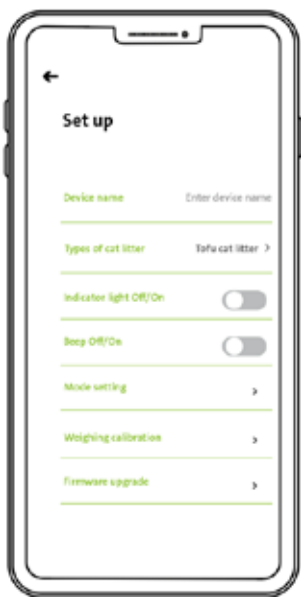 Set up
Device name Enter device name
Types of cat litter Tofu cat litter >
Indicator light Off/On
Beep Off/On
Mode setting >
Weighing calibration >
Firmware upgrade >